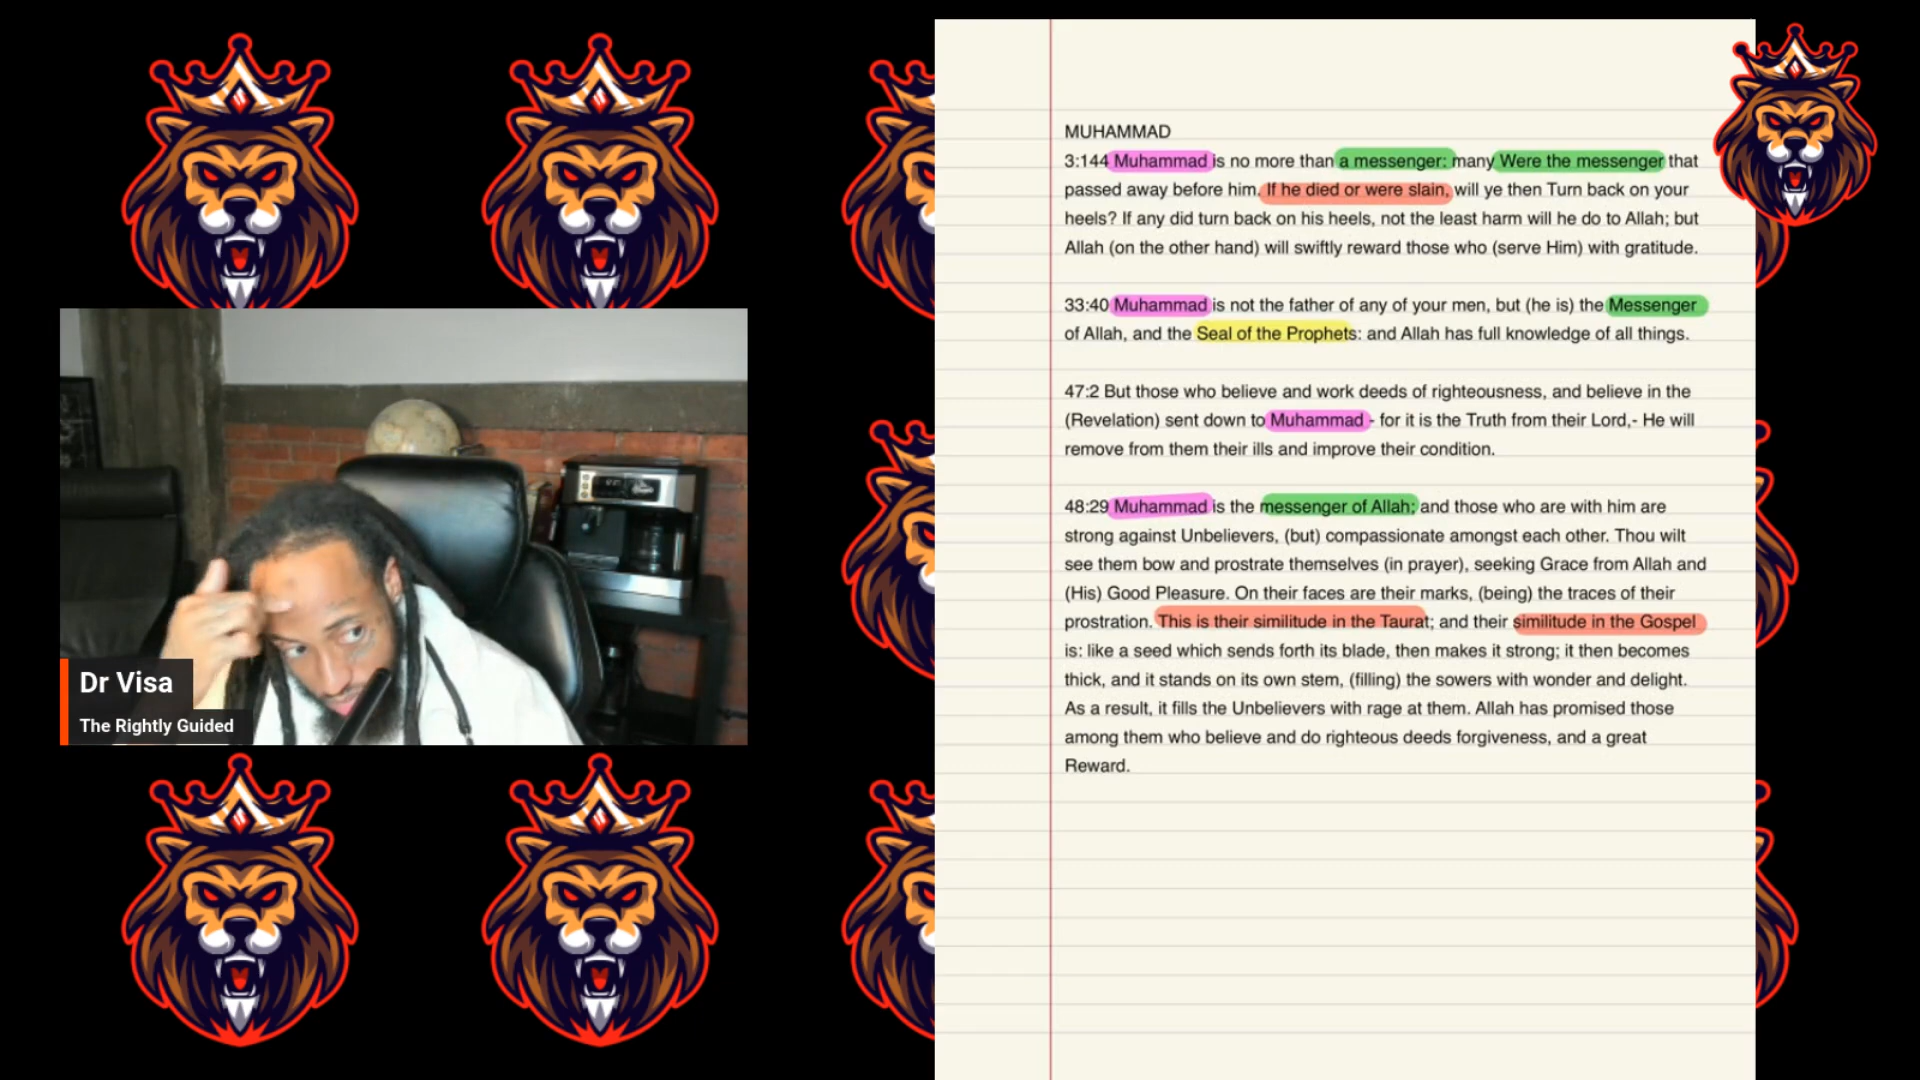 MUHAMMAD
3:144 Muhammad is no more than a messenger: many Were the messenger that
passed away before him. If he died or were slain, will ye then Turn back on your
heels? If any did turn back on his heels, not the least harm will he do to Allah; but
Allah (on the other hand) will swiftly reward those who (serve Him) with gratitude.
33:40 Muhammad is not the father of any of your men, but (he is) the Messenger
of Allah, and the Seal of the Prophets: and Allah has full knowledge of all things.
47:2 But those who believe and work deeds of righteousness, and believe in the
(Revelation) sent down to Muhammad - for it is the Truth from their Lord,- He will
remove from them their ills and improve their condition.
48:29 Muhammad is the messenger of Allah: and those who are with him are
strong against Unbelievers, (but) compassionate amongst each other. Thou wilt
see them bow and prostrate themselves (in prayer), seeking Grace from Allah and
(His) Good Pleasure. On their faces are their marks, (being) the traces of their
prostration. This is their similitude in the Taurat; and their similitude in the Gospel
is: like a seed which sends forth its blade, then makes it strong; it then becomes
thick, and it stands on its own stem, (filling) the sowers with wonder and delight.
As a result, it fills the Unbelievers with rage at them. Allah has promised those
among them who believe and do righteous deeds forgiveness, and a great
Reward.
Dr Visa
The Rightly Guided